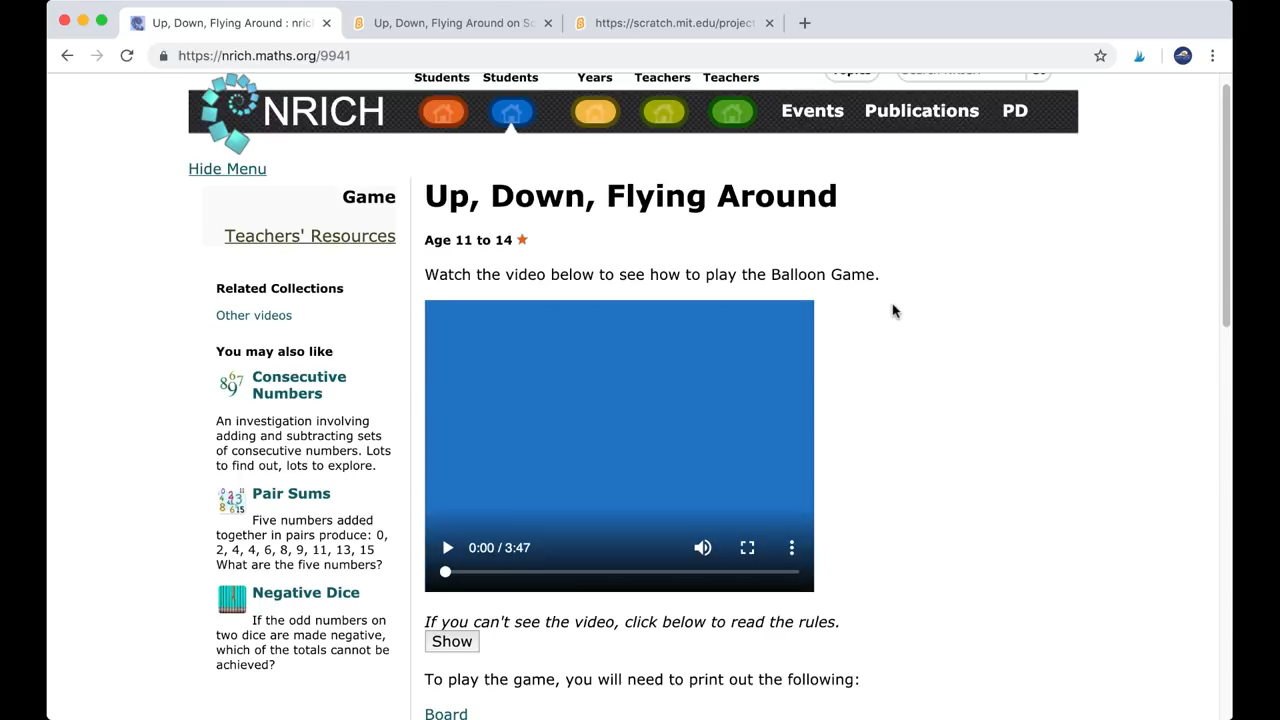 Up, Down, Flying Around : nric
Up, Down, Flying Around on Sc
https://scratch.mit.edu/project
https://nrich.maths.org/9941
Students Students Years Teachers Teachers
NRICH
Events Publications PD
Hide Menu
Game
Teachers' Resources
Related Collections
Other videos
You may also like
Consecutive
Numbers
An investigation involving
adding and subtracting sets
of consecutive numbers. Lots
to find out, lots to explore.
Pair Sums
Five numbers added
together in pairs produce: 0,
2, 4, 4, 6, 8, 9, 11, 13, 15
What are the five numbers?
Negative Dice
If the odd numbers on
two dice are made negative,
which of the totals cannot be
achieved?
Up, Down, Flying Around
Age 11 to 14
Watch the video below to see how to play the Balloon Game.
0:00 / 3:47
If you can't see the video, click below to read the rules.
Show
To play the game, you will need to print out the following:
Board